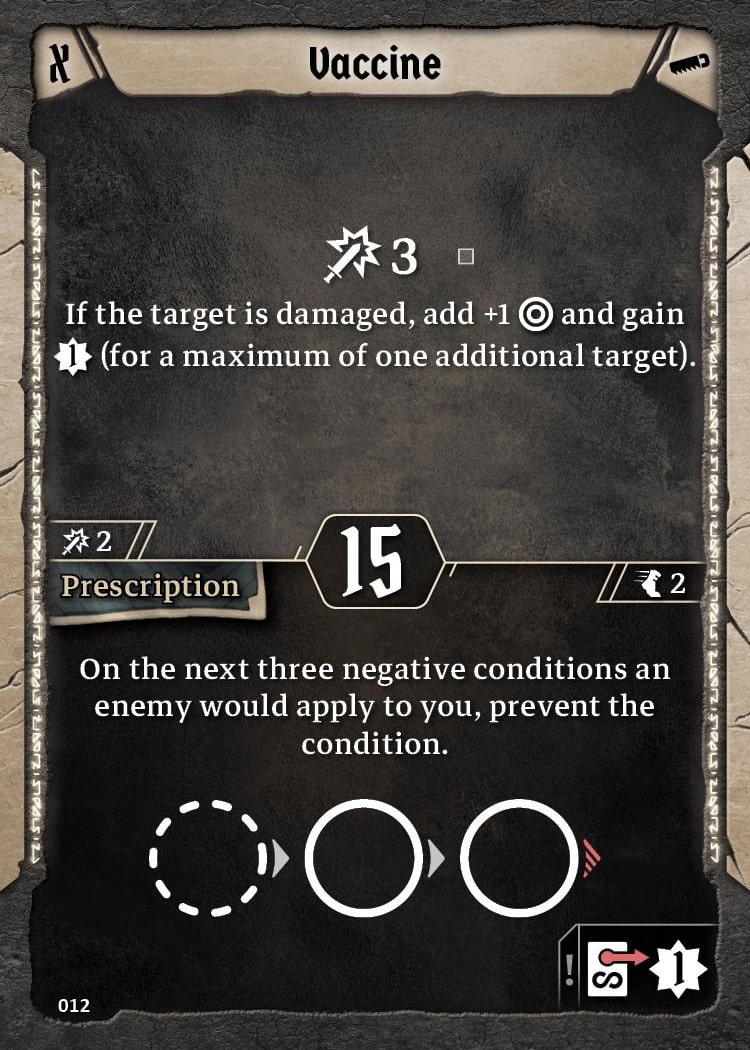 X
Vaccine
3
If the target is damaged, add +1 and gain
1 (for a maximum of one additional target).
2
15
Prescription
2
On the next three negative conditions an
enemy would apply to you, prevent the
condition.
! 1
012